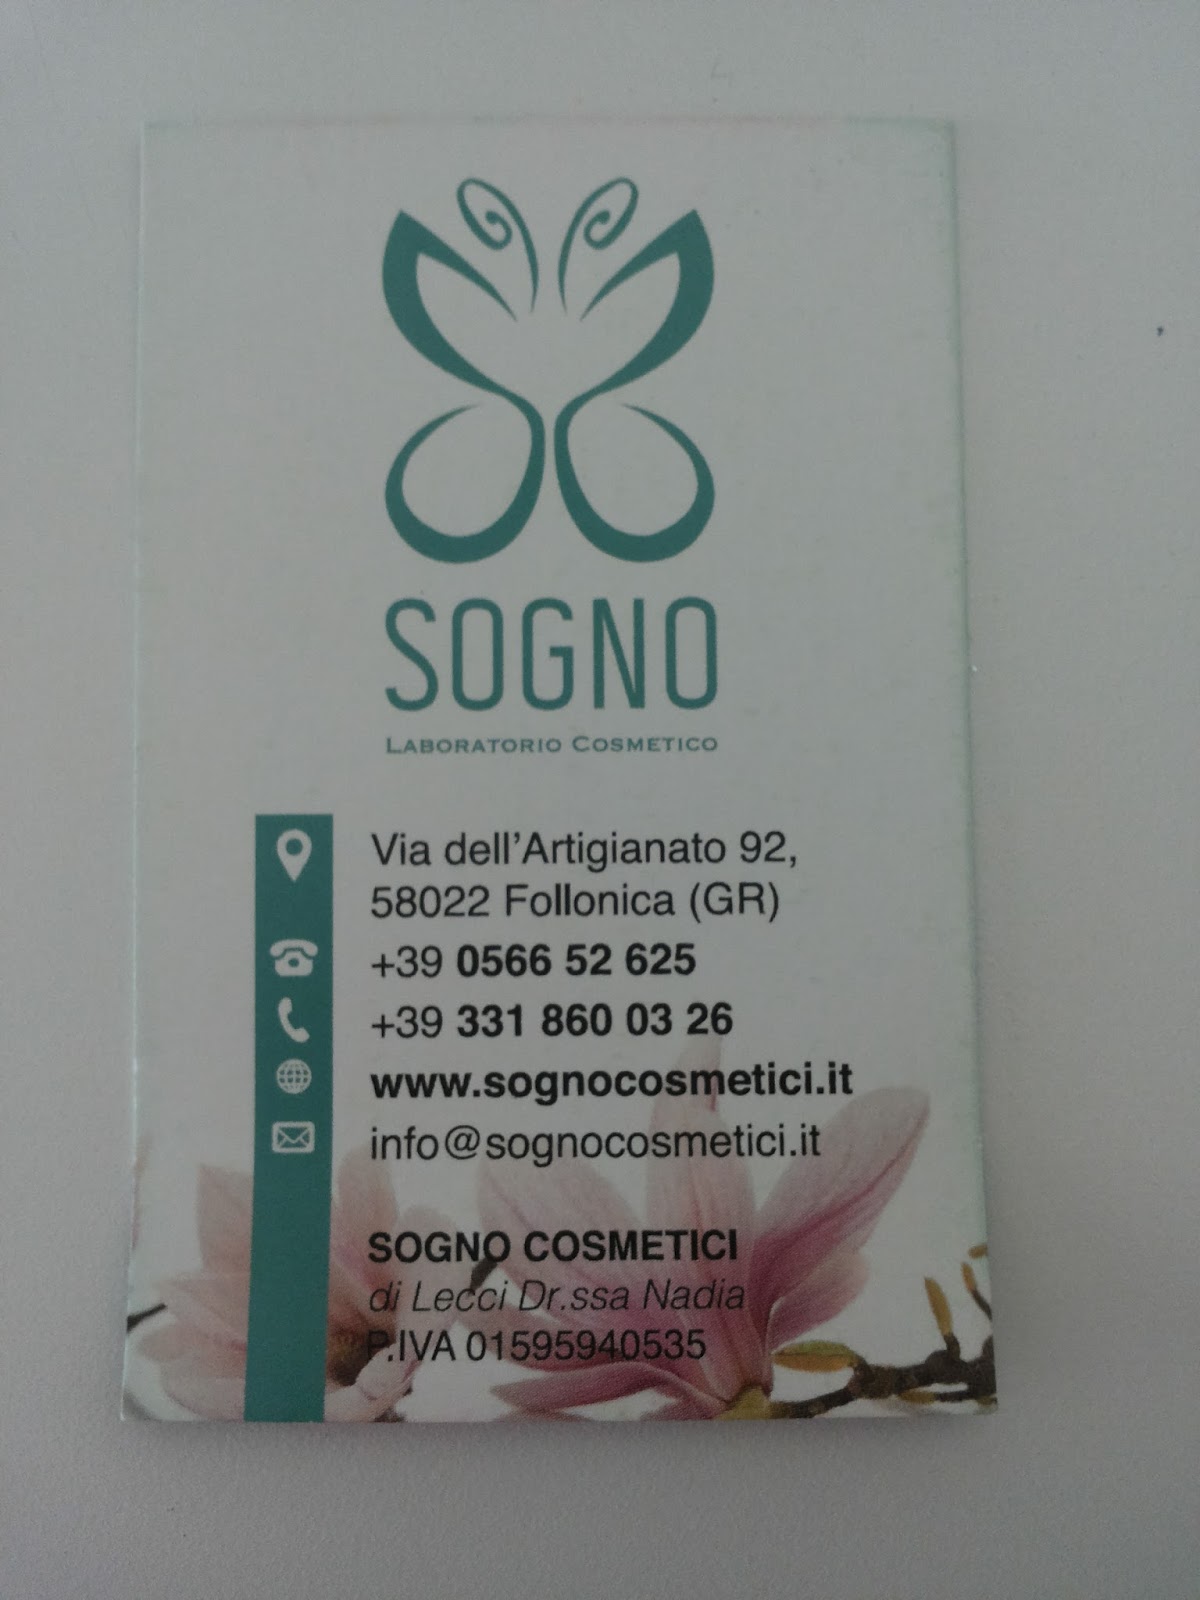 SOGNO
LABORATORIO COSMETICO
Via dell'Artigianato 92,
58022 Follonica (GR)
+39 0566 52 625
+39 331 860 03 26
www.sognocosmetici.it
info@sognocosmetici.it
SOGNO COSMETICI
di Lecci Dr.ssa Nadia
P.IVA 01595940535